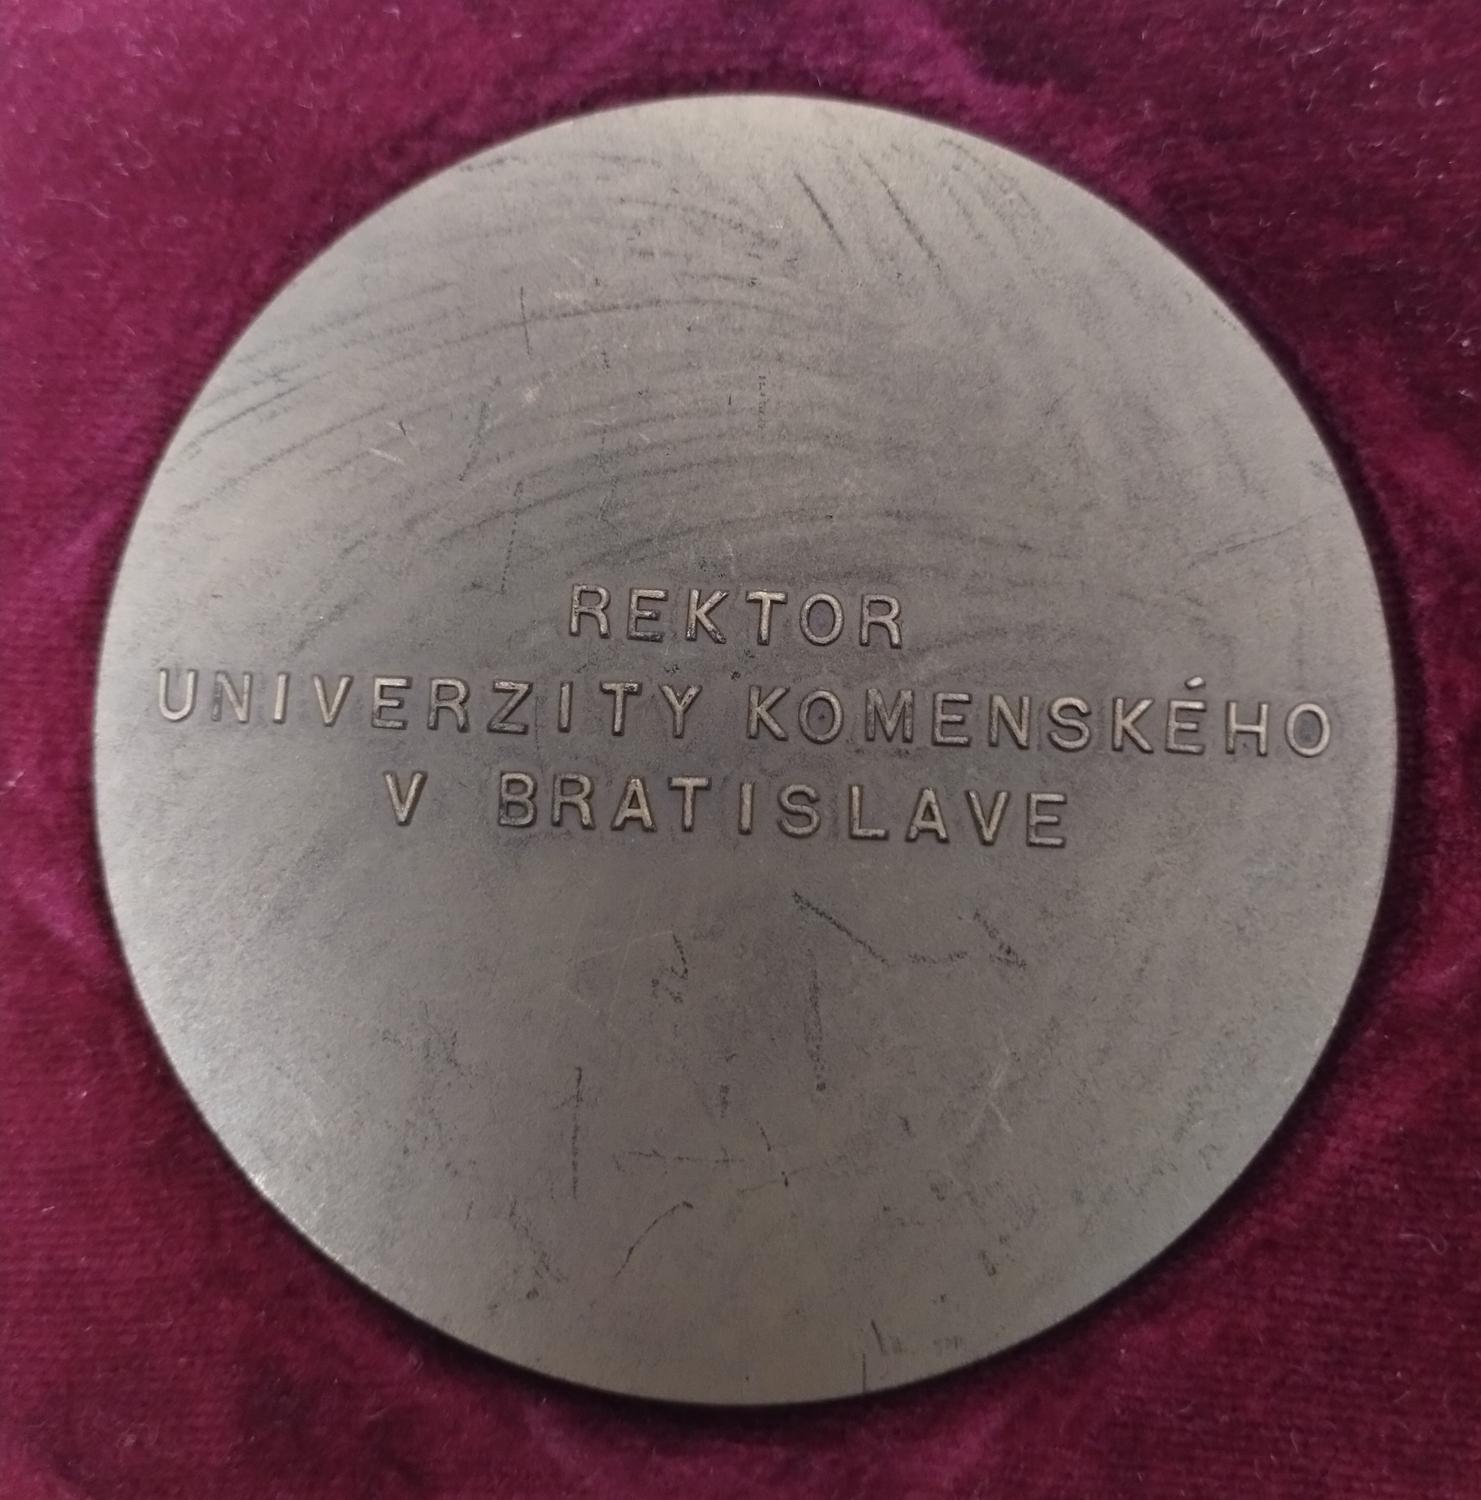 REKTOR
UNIVERZITY KOMENSKÉHO
V BRATISLAVE